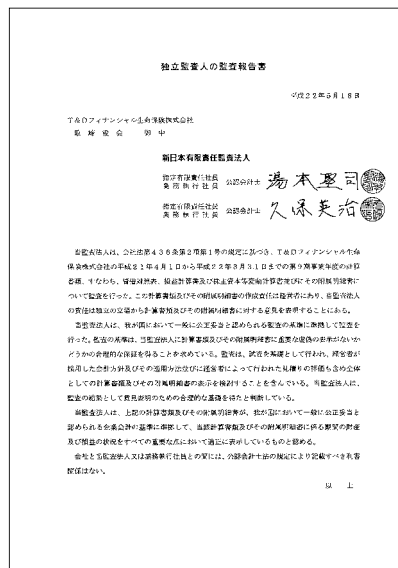 独立監査人の監査報告書
平成22年5月18日
T&Dフィナンシャル生命保険株式会社
取締役会 御中
新日本有限責任監査法人
指定有限責任社員
業務執行社員 公認会計士 湯本堅司
指定有限責任社員
業務執行社員 公認会計士 久保英治
当監査法人は、会社法第436条第2項第1号の規定に基づき、T&Dフィナンシャル生命
保険株式会社の平成21年4月1日から平成22年3月31日までの第9期事業年度の計算
書類、すなわち、貸借対照表、損益計算書及び株主資本等変動計算書並びにその附属明細書に
ついて監査を行った。この計算書類及びその附属明細書の作成責任は経営者にあり、当監査法人
の責任は独立の立場から計算書類及びその附属明細書に対する意見を表明することにある。
当監査法人は、我が国において一般に公正妥当と認められる監査の基準に準拠して監査を行
った。監査の基準は、当監査法人に計算書類及びその附属明細書に重要な虚偽の表示がないか
どうかの合理的な保証を得ることを求めている。監査は、試査を基礎として行われ、経営者が
採用した会計方針及びその適用方法並びに経営者によって行われた見積りの評価も含め全体
としての計算書類及びその附属明細書の表示を検討することを含んでいる。当監査法人は、
監査の結果として意見表明のための合理的な基礎を得たと判断している。
当監査法人は、上記の計算書類及びその附属明細書が、我が国において一般に公正妥当と
認められる企業会計の基準に準拠して、当該計算書類及びその附属明細書に係る期間の財産
及び損益の状況をすべての重要な点において適正に表示しているものと認める。
会社と当監査法人又は業務執行社員との間には、公認会計士法の規定により記載すべき利害
関係はない。
以 上